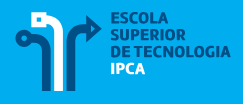 ESCOLA
SUPERIOR
DE TECNOLOGIA
IPCA